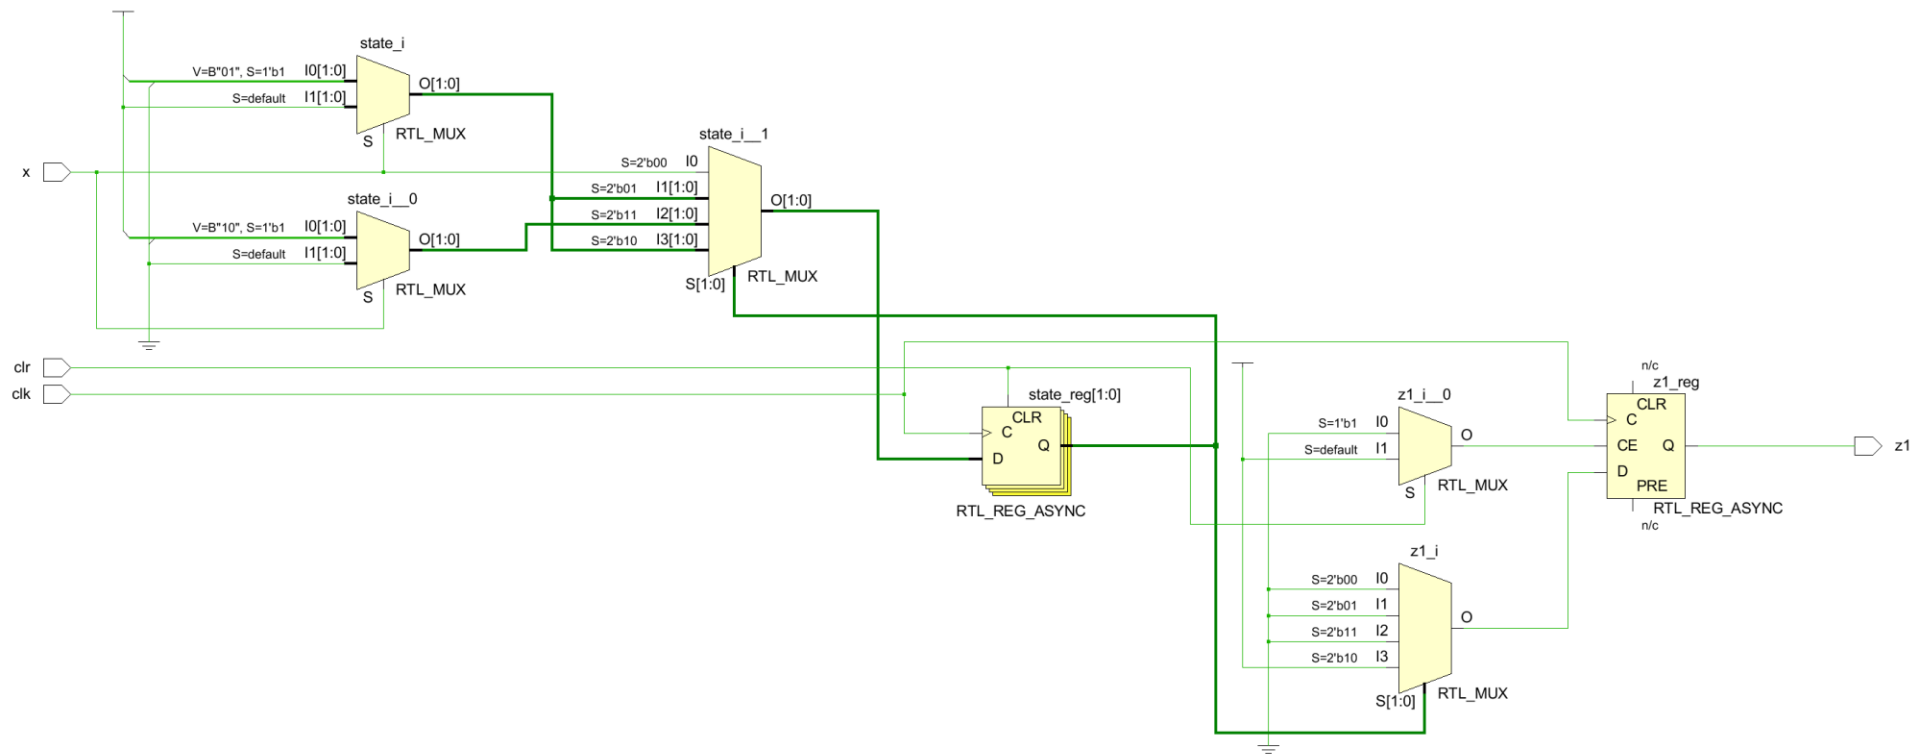 state_i
V=B"01", S=1'b1 I0[1:0]
S=default I1[1:0]
O[1:0]
S
RTL_MUX
x
state_i__0
V=B"10", S=1'b1 I0[1:0]
S=default I1[1:0]
O[1:0]
S
RTL_MUX
state_i__1
S=2'b00 I0
S=2'b01 I1[1:0]
S=2'b11 I2[1:0]
S=2'b10 I3[1:0]
O[1:0]
S[1:0]
RTL_MUX
clr
clk
state_reg[1:0]
CLR
C
Q
D
RTL_REG_ASYNC
z1_i__0
S=1'b1 I0
S=default I1
O
S
RTL_MUX
n/c
z1_reg
CLR
C
CE
Q
D
PRE
RTL_REG_ASYNC
n/c
z1
z1_i
S=2'b00 I0
S=2'b01 I1
S=2'b11 I2
S=2'b10 I3
O
S[1:0]
RTL_MUX